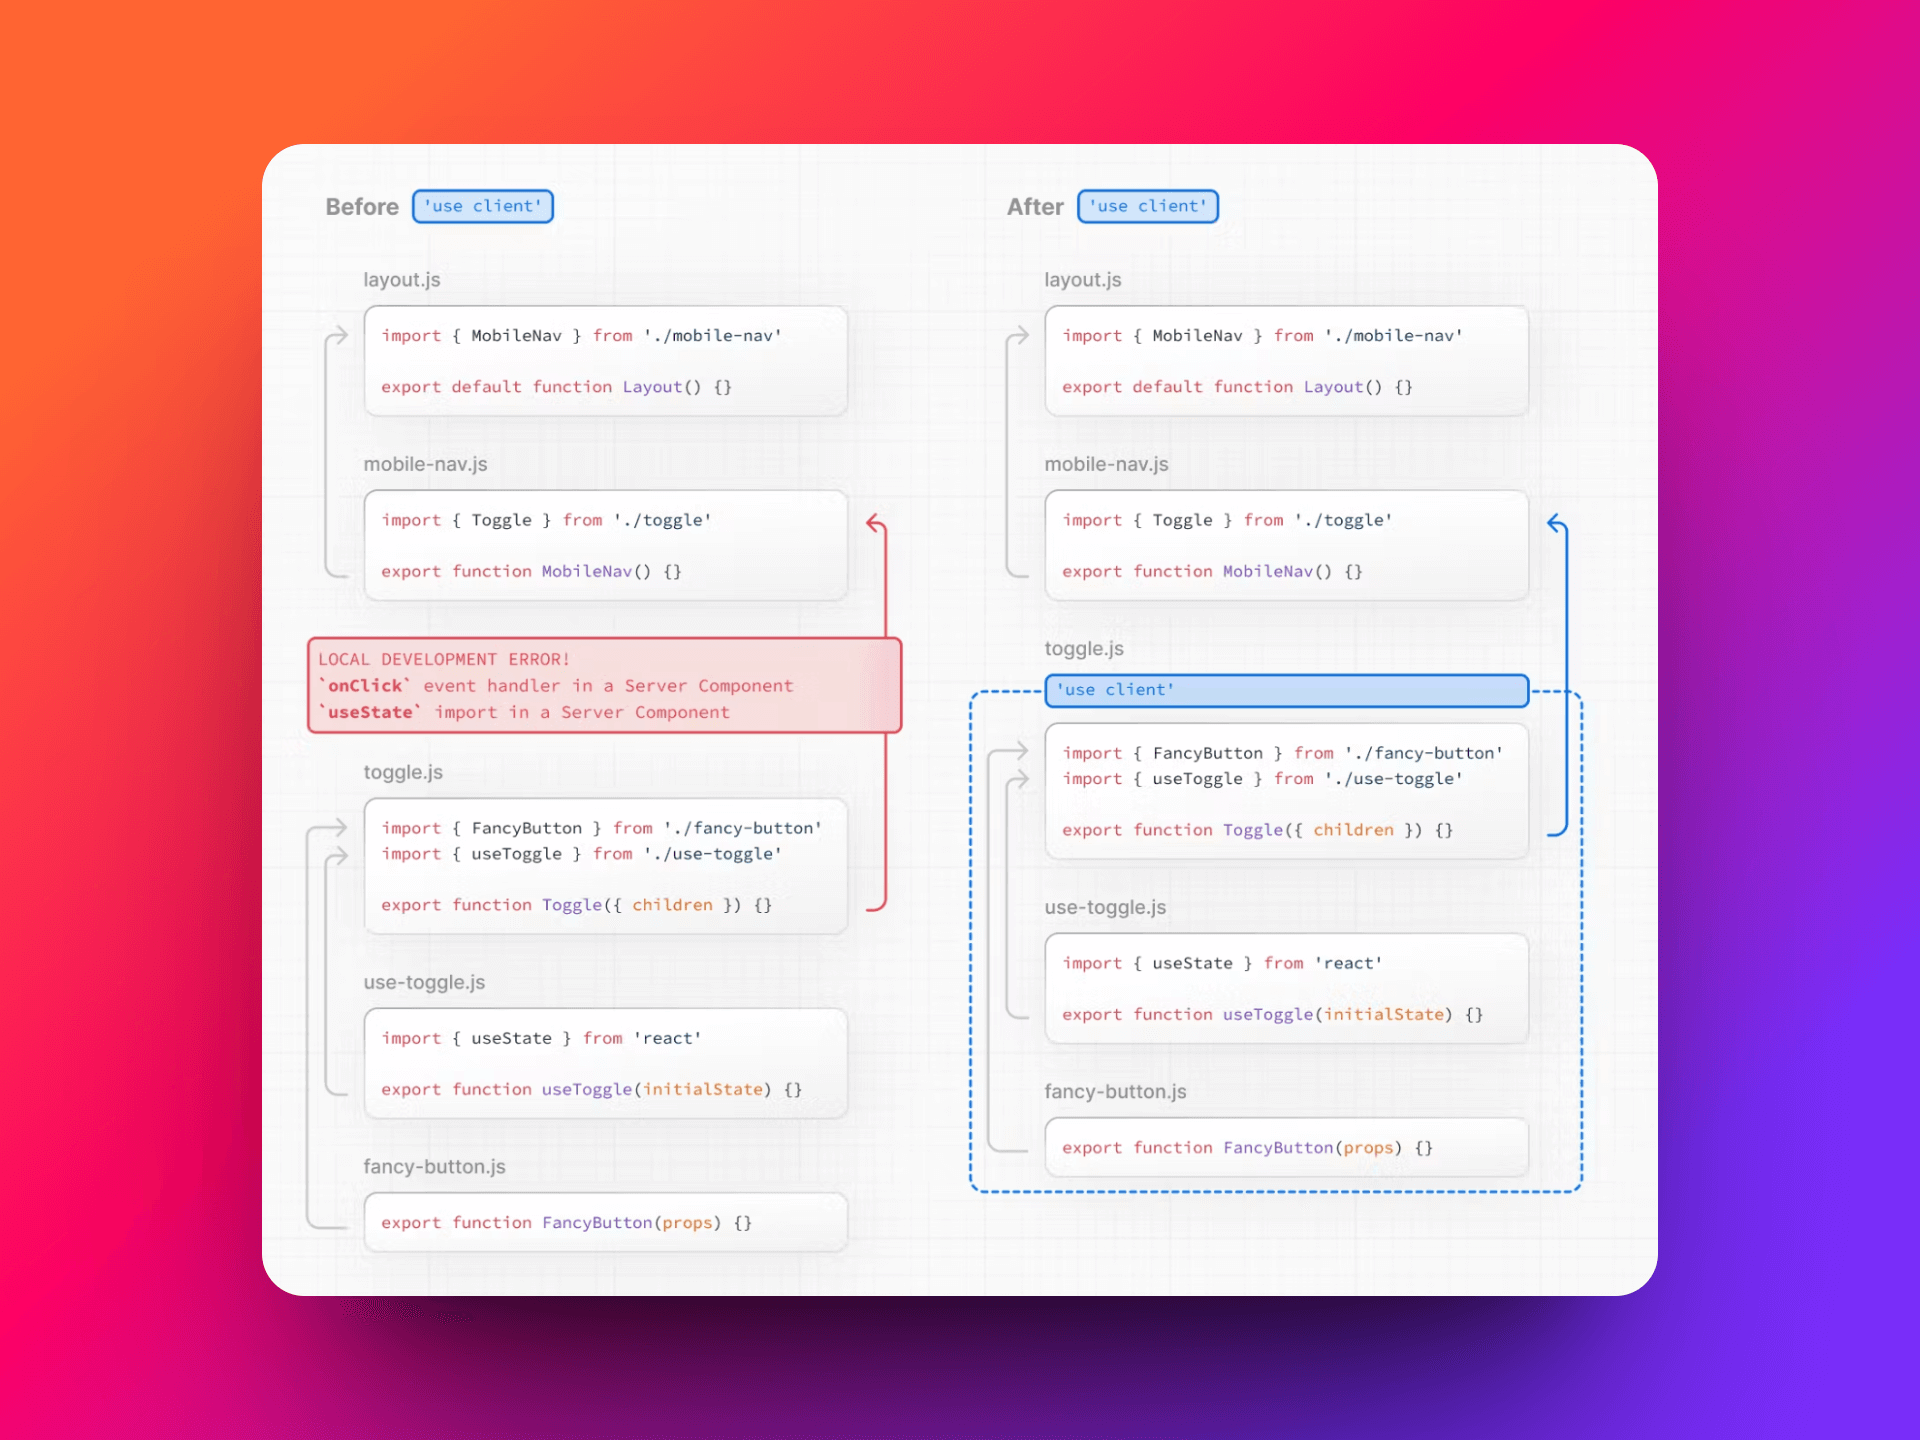 Before 'use client'
layout.js
import { MobileNav } from './mobile-nav'
export default function Layout() {}
mobile-nav.js
import { Toggle } from './toggle'
export function MobileNav() {}
LOCAL DEVELOPMENT ERROR!
`onClick` event handler in a Server Component
`useState` import in a Server Component
toggle.js
import { FancyButton } from './fancy-button'
import { useToggle } from './use-toggle'
export function Toggle({ children }) {}
use-toggle.js
import { useState } from 'react'
export function useToggle(initialState) {}
fancy-button.js
export function FancyButton(props) {}
After 'use client'
layout.js
import { MobileNav } from './mobile-nav'
export default function Layout() {}
mobile-nav.js
import { Toggle } from './toggle'
export function MobileNav() {}
toggle.js
'use client'
import { FancyButton } from './fancy-button'
import { useToggle } from './use-toggle'
export function Toggle({ children }) {}
use-toggle.js
import { useState } from 'react'
export function useToggle(initialState) {}
fancy-button.js
export function FancyButton(props) {}